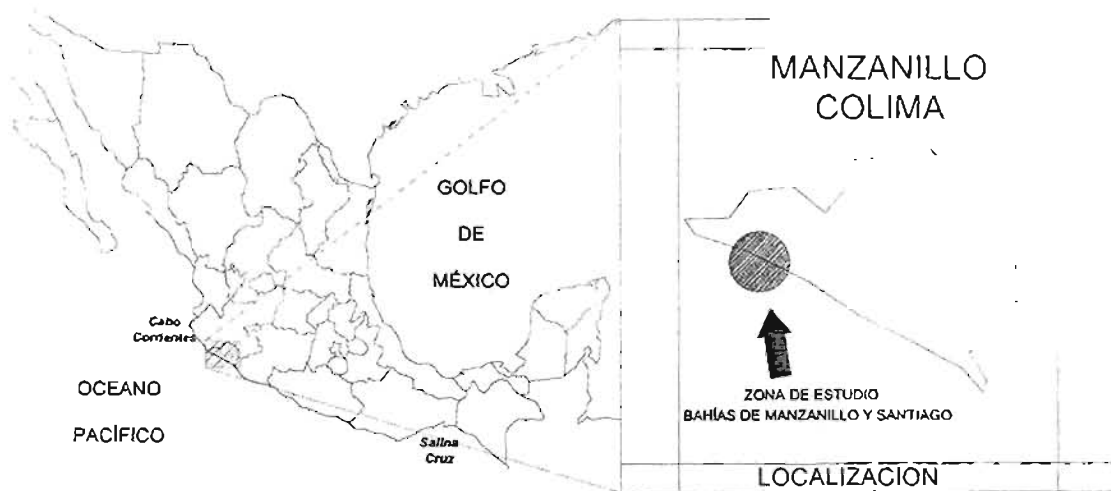 MANZANILLO
COLIMA
GOLFO
DE
MÉXICO
Cabo
Corrientes
OCEANO
PACÍFICO
Salina
Cruz
ZONA DE ESTUDIO
BAHÍAS DE MANZANILLO Y SANTIAGO
LOCALIZACION